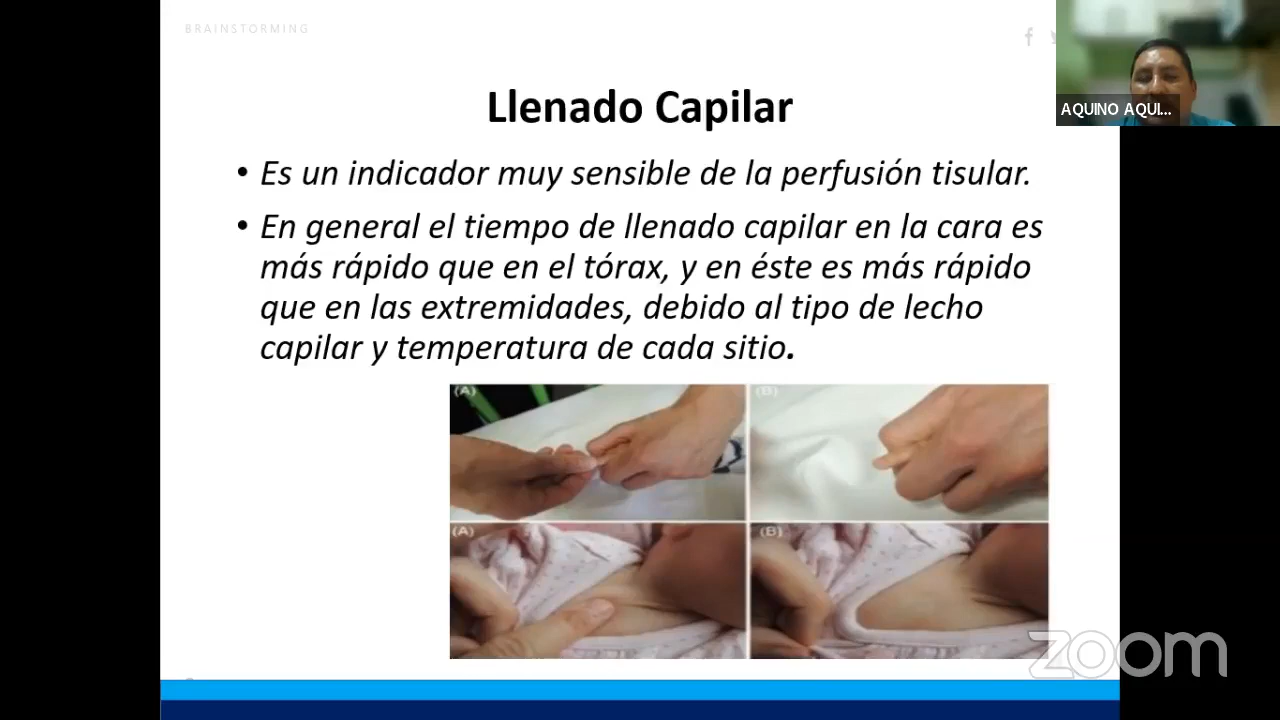 BRAINSTORMING
AQUINO AQUI...
Llenado Capilar
• Es un indicador muy sensible de la perfusión tisular.
• En general el tiempo de llenado capilar en la cara es
más rápido que en el tórax, y en éste es más rápido
que en las extremidades, debido al tipo de lecho
capilar y temperatura de cada sitio.
(A)
(B)
(A)
(B)
zoom